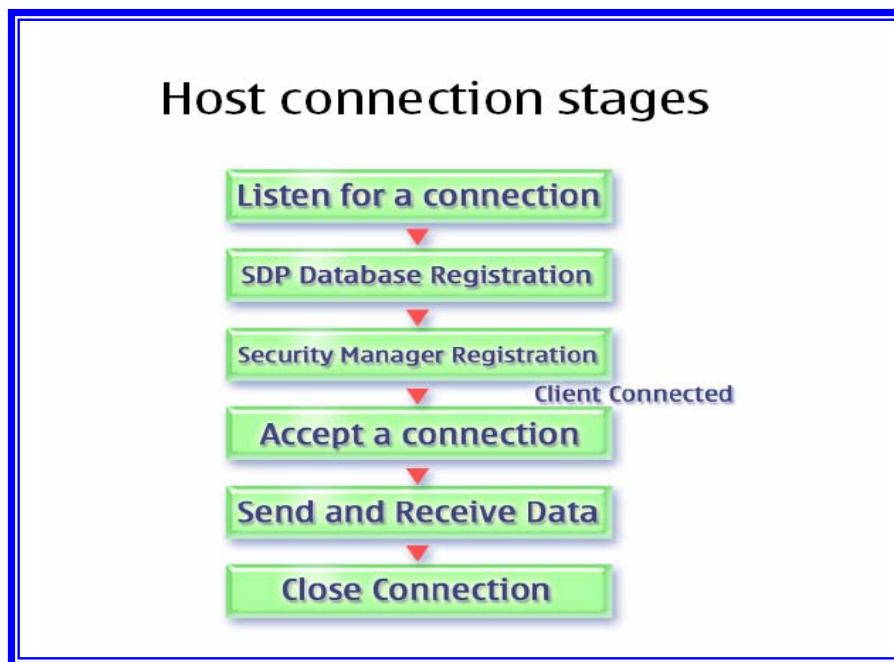 Host connection stages
Listen for a connection
SDP Database Registration
Security Manager Registration
Client Connected
Accept a connection
Send and Receive Data
Close Connection